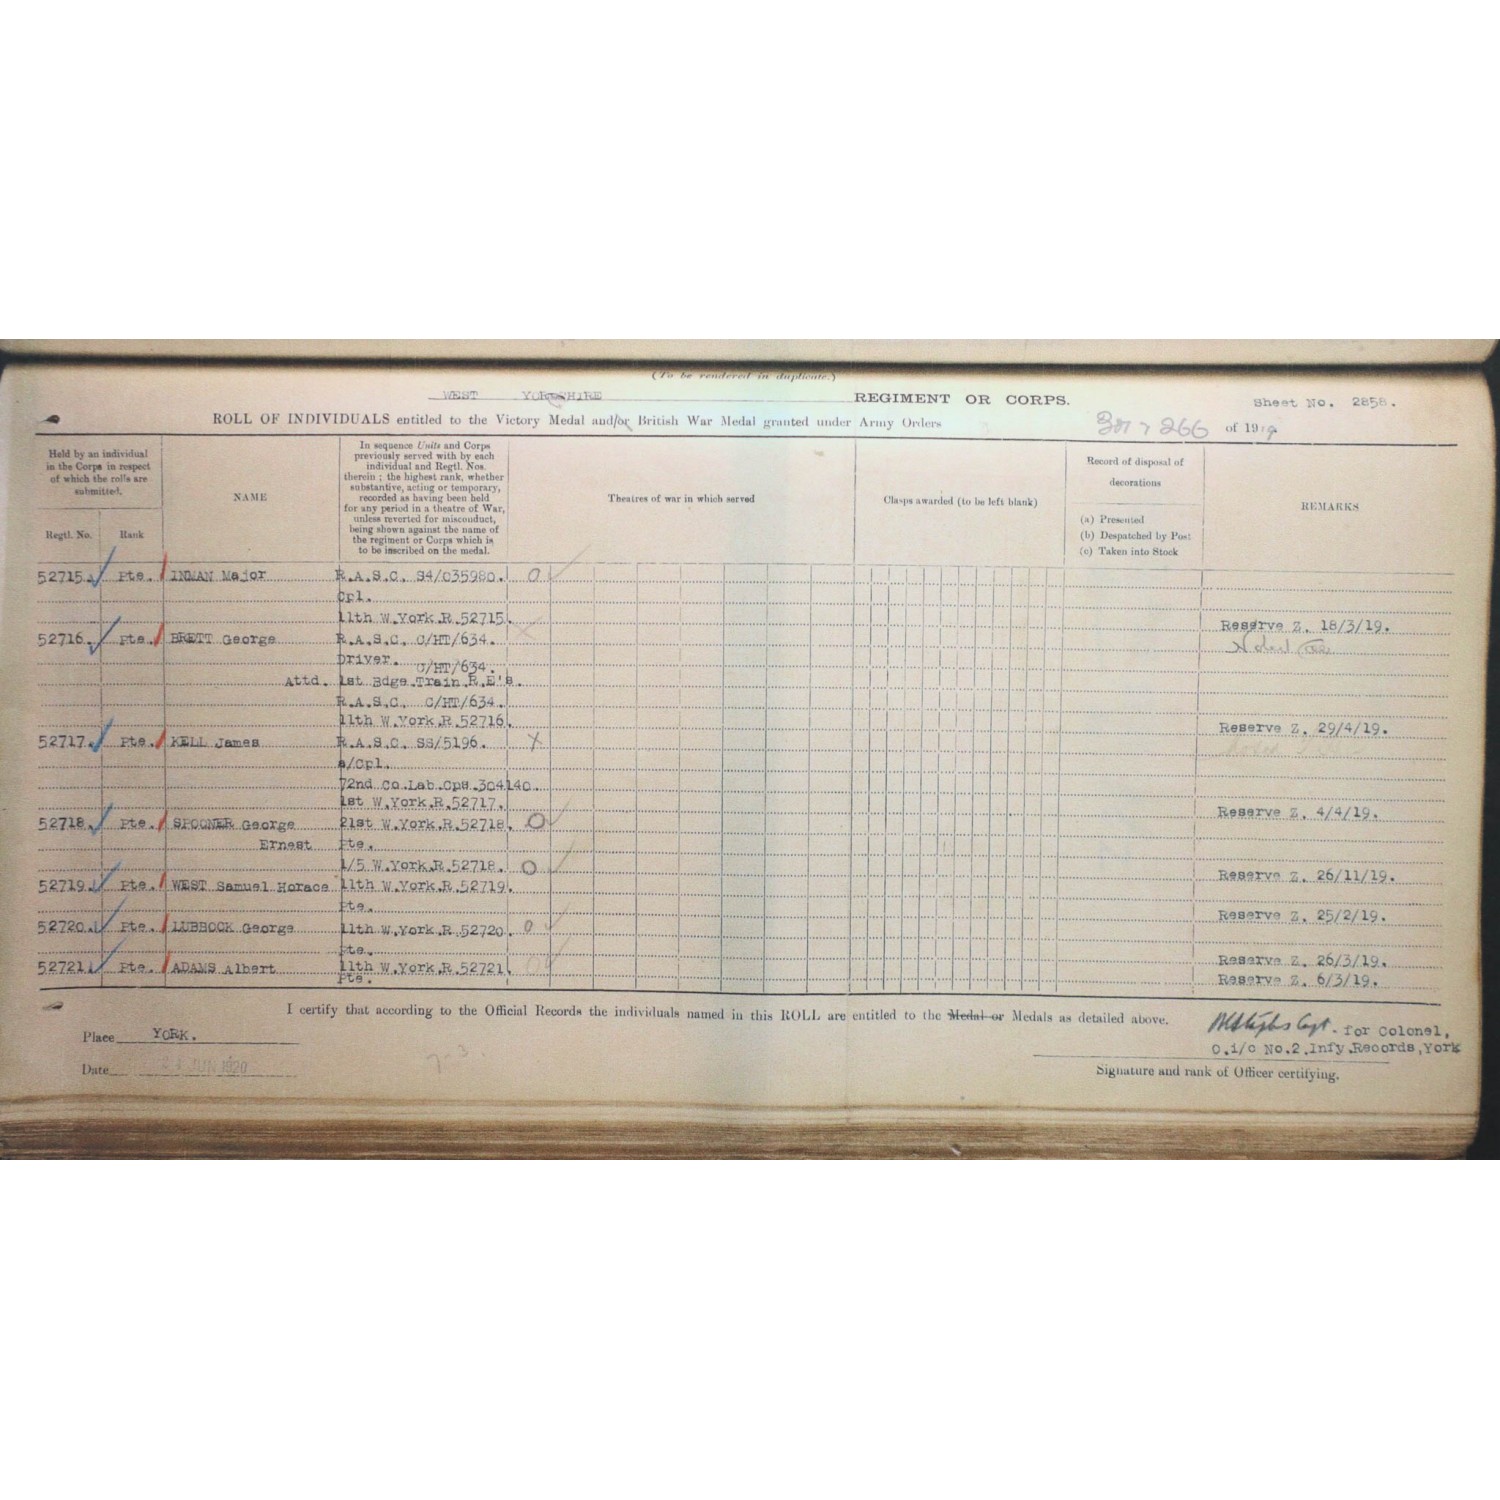 (To be rendered in duplicate.)
WEST YORKSHIRE REGIMENT OR CORPS. Sheet No. 2858.
ROLL OF INDIVIDUALS entitled to the Victory Medal and/or British War Medal granted under Army Orders 301 > 266 of 1919
Held by an individual in the Corps in respect of which the rolls are submitted.
Regtl. No. Rank
NAME
In sequence Units and Corps previously served with by each individual and Regtl. Nos. therein ; the highest rank, whether substantive, acting or temporary, recorded as having been held for any period in a theatre of War, unless reverted for misconduct, being shown against the name of the regiment or Corps which is to be inscribed on the medal.
Theatres of war in which served
Clasps awarded (to be left blank)
Record of disposal of decorations
(a) Presented
(b) Despatched by Post
(c) Taken into Stock
REMARKS
52715. Pte. INMAN Major R.A.S.C. S4/035980. O
Cpl.
11th W.York.R.52715. Reserve Z. 18/3/19.
52716. Pte. BRETT George R.A.S.C. C/HT/634. X
Driver. C/HT/634.
Attd. 1st Bdge.Train.R.E's.
R.A.S.C. C/HT/634.
11th W.York.R.52716. Reserve Z. 29/4/19.
52717. Pte. KELL James R.A.S.C. SS/5196. X
a/Cpl.
72nd Co.Lab.Cps.304140.
1st W.York.R.52717. Reserve Z. 4/4/19.
52718. Pte. SPOONER George 21st W.York.R.52718. O
Ernest Pte.
1/5 W.York.R.52718. O Reserve Z. 26/11/19.
52719. Pte. WEST Samuel Horace 11th W.York.R.52719.
Pte. Reserve Z. 25/2/19.
52720. Pte. LUBBOCK George 11th W.York.R.52720. O
Pte. Reserve Z. 26/3/19.
52721. Pte. ADAMS Albert 11th W.York.R.52721. O
Pte. Reserve Z. 6/3/19.
I certify that according to the Official Records the individuals named in this ROLL are entitled to the Medal or Medals as detailed above.
Place YORK.
Capt. for Colonel,
O.i/c No.2.Infy.Records,York
Date JUN 1920
7-3.
Signature and rank of Officer certifying.